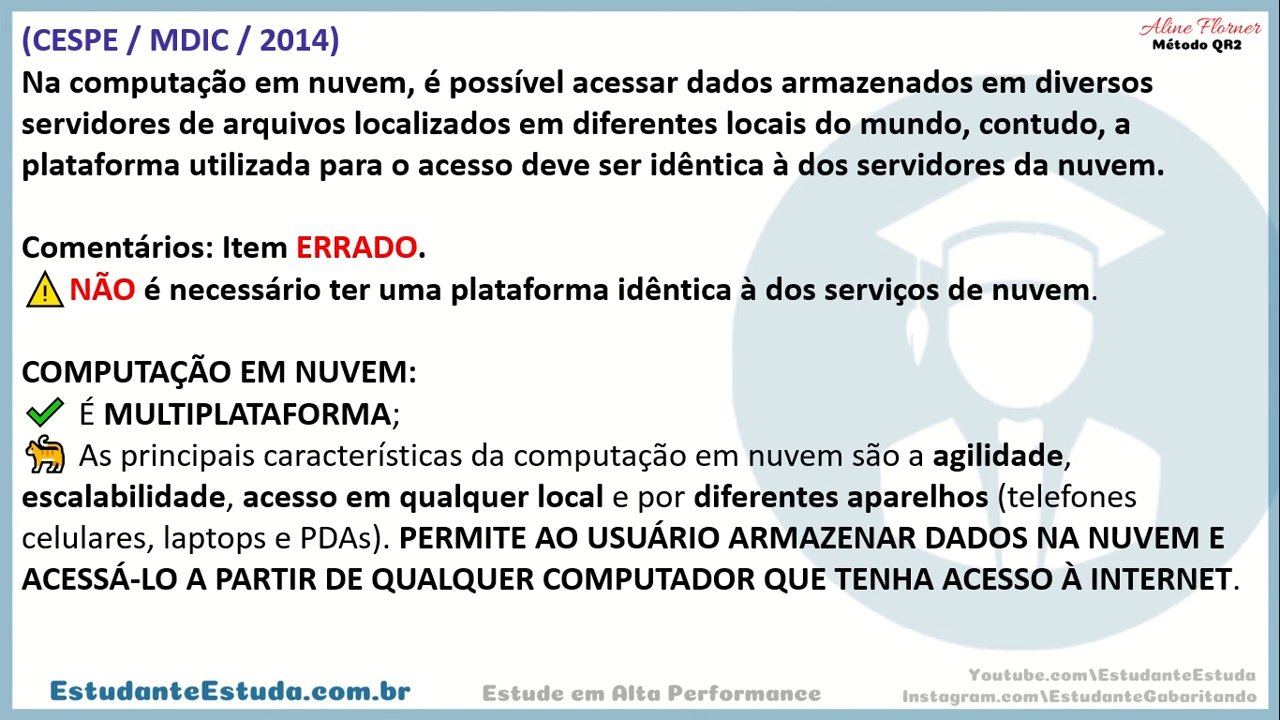 (CESPE / MDIC / 2014)
Aline Florner
Método QR2
Na computação em nuvem, é possível acessar dados armazenados em diversos
servidores de arquivos localizados em diferentes locais do mundo, contudo, a
plataforma utilizada para o acesso deve ser idêntica à dos servidores da nuvem.
Comentários: Item ERRADO.
NÃO é necessário ter uma plataforma idêntica à dos serviços de nuvem.
COMPUTAÇÃO EM NUVEM:
É MULTIPLATAFORMA;
As principais características da computação em nuvem são a agilidade,
escalabilidade, acesso em qualquer local e por diferentes aparelhos (telefones
celulares, laptops e PDAs). PERMITE AO USUÁRIO ARMAZENAR DADOS NA NUVEM E
ACESSÁ-LO A PARTIR DE QUALQUER COMPUTADOR QUE TENHA ACESSO À INTERNET.
EstudanteEstuda.com.br
Estude em Alta Performance
Youtube.com\EstudanteEstuda
Instagram.com\EstudanteGabaritando